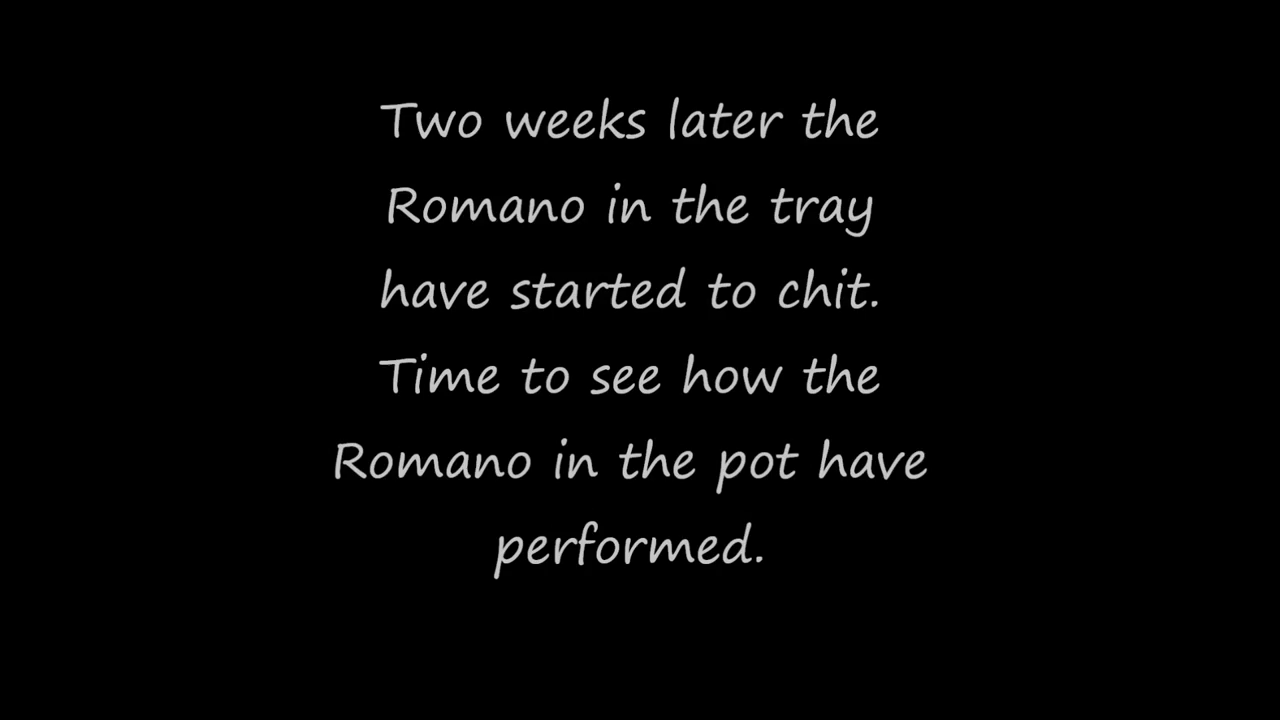 Two weeks later the
Romano in the tray
have started to chit.
Time to see how the
Romano in the pot have
performed.